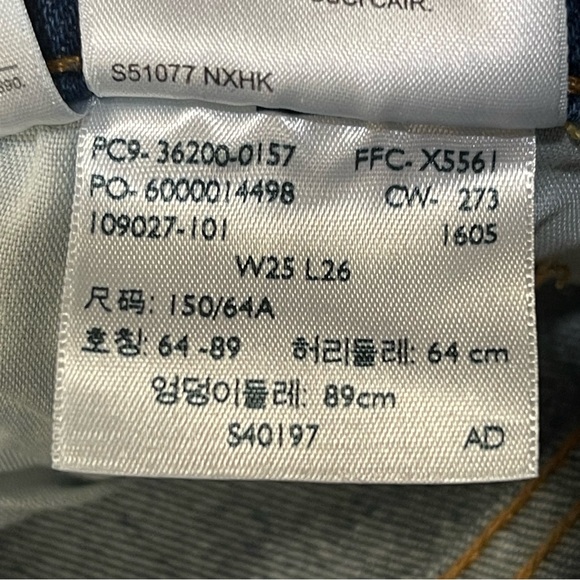 S51077 NXHK
PC9- 36200-0157 FFC- X5561
PO- 6000014498 CW- 273
109027-101 1605
W25 L26
尺码: 150/64A
호칭: 64 -89 허리둘레: 64 cm
엉덩이둘레: 89cm
S40197 AD